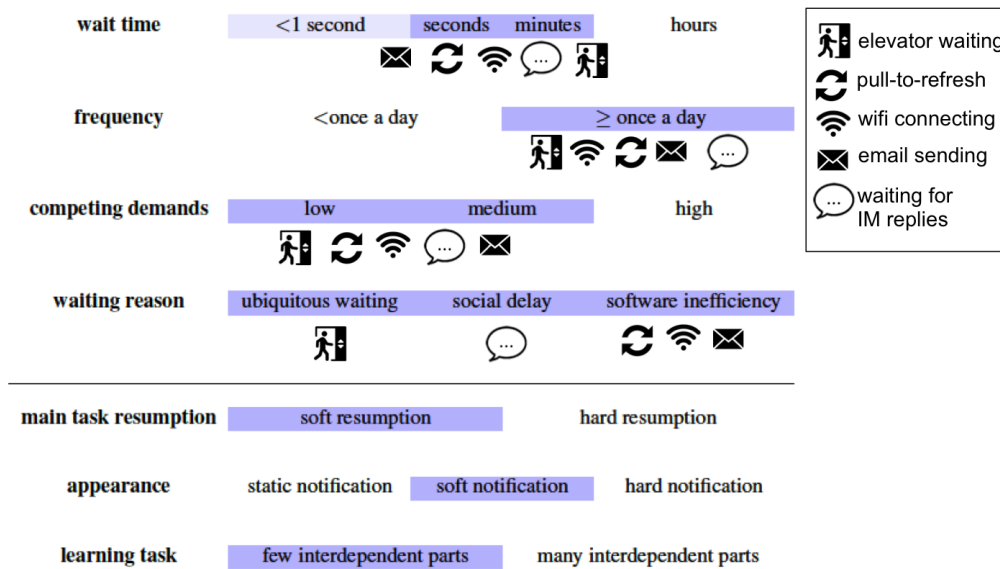 wait time <1 second seconds minutes hours
frequency <once a day ≥ once a day
competing demands low medium high
waiting reason ubiquitous waiting social delay software inefficiency
main task resumption soft resumption hard resumption
appearance static notification soft notification hard notification
learning task few interdependent parts many interdependent parts
elevator waiting
pull-to-refresh
wifi connecting
email sending
waiting for
IM replies